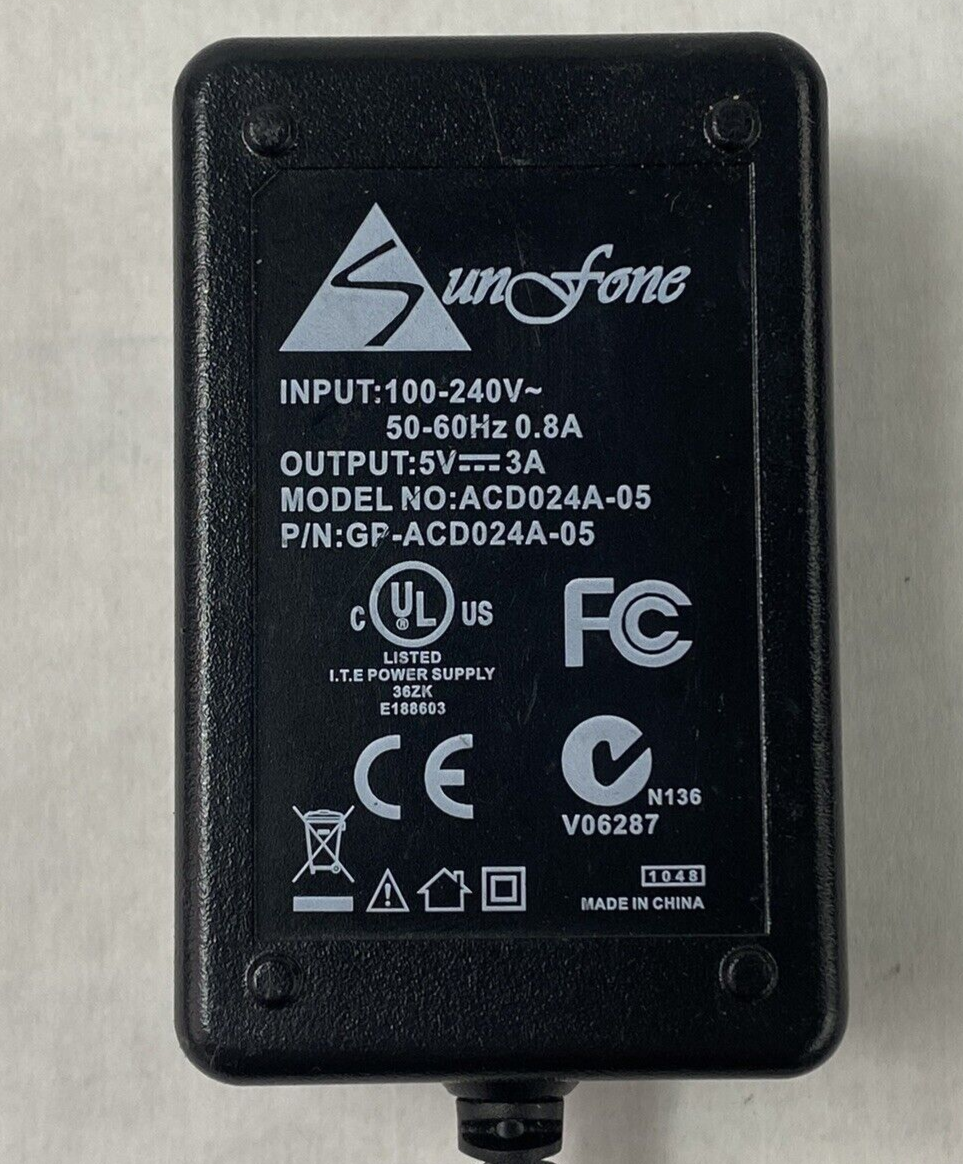 Sunfone
INPUT:100-240V~
50-60Hz 0.8A
OUTPUT:5V⎓3A
MODEL NO:ACD024A-05
P/N:GP-ACD024A-05
C UL® US
LISTED
I.T.E POWER SUPPLY
36ZK
E188603
FC
CE
N136
V06287
1048
MADE IN CHINA